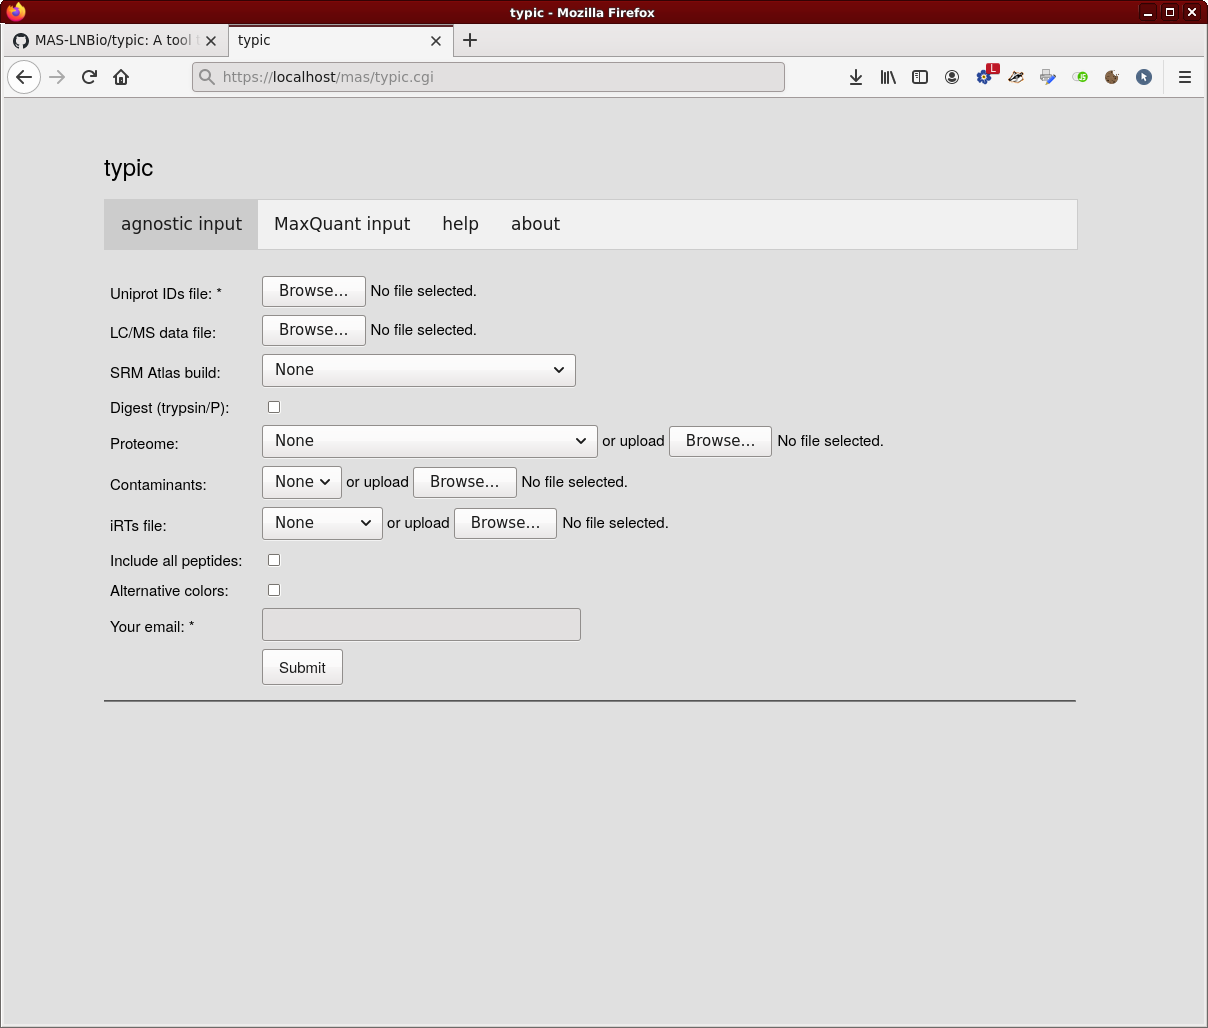 typic - Mozilla Firefox
MAS-LNBio/typic: A tool
typic
https://localhost/mas/typic.cgi
L
JS
typic
agnostic input MaxQuant input help about
Uniprot IDs file: * Browse... No file selected.
LC/MS data file: Browse... No file selected.
SRM Atlas build: None
Digest (trypsin/P):
Proteome: None or upload Browse... No file selected.
Contaminants: None or upload Browse... No file selected.
iRTs file: None or upload Browse... No file selected.
Include all peptides:
Alternative colors:
Your email: *
Submit